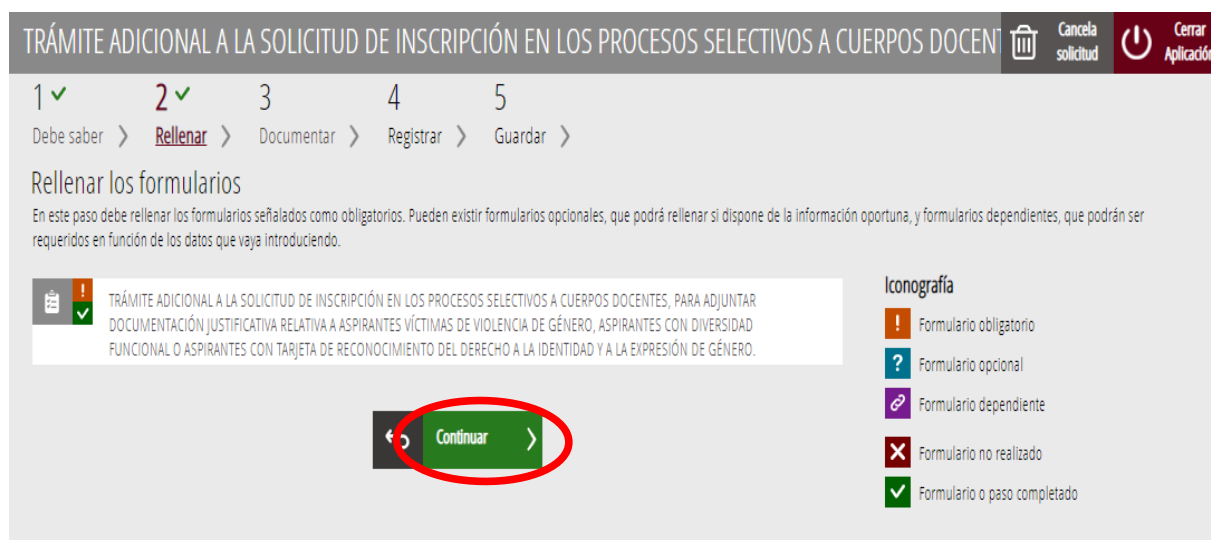 TRÁMITE ADICIONAL A LA SOLICITUD DE INSCRIPCIÓN EN LOS PROCESOS SELECTIVOS A CUERPOS DOCENT
Cancela
solicitud
Cerrar
Aplicación
1 2 3 4 5
Debe saber Rellenar Documentar Registrar Guardar
Rellenar los formularios
En este paso debe rellenar los formularios señalados como obligatorios. Pueden existir formularios opcionales, que podrá rellenar si dispone de la información oportuna, y formularios dependientes, que podrán ser
requeridos en función de los datos que vaya introduciendo.
TRÁMITE ADICIONAL A LA SOLICITUD DE INSCRIPCIÓN EN LOS PROCESOS SELECTIVOS A CUERPOS DOCENTES, PARA ADJUNTAR
DOCUMENTACIÓN JUSTIFICATIVA RELATIVA A ASPIRANTES VÍCTIMAS DE VIOLENCIA DE GÉNERO, ASPIRANTES CON DIVERSIDAD
FUNCIONAL O ASPIRANTES CON TARJETA DE RECONOCIMIENTO DEL DERECHO A LA IDENTIDAD Y A LA EXPRESIÓN DE GÉNERO.
Continuar
Iconografía
! Formulario obligatorio
? Formulario opcional
Formulario dependiente
Formulario no realizado
Formulario o paso completado